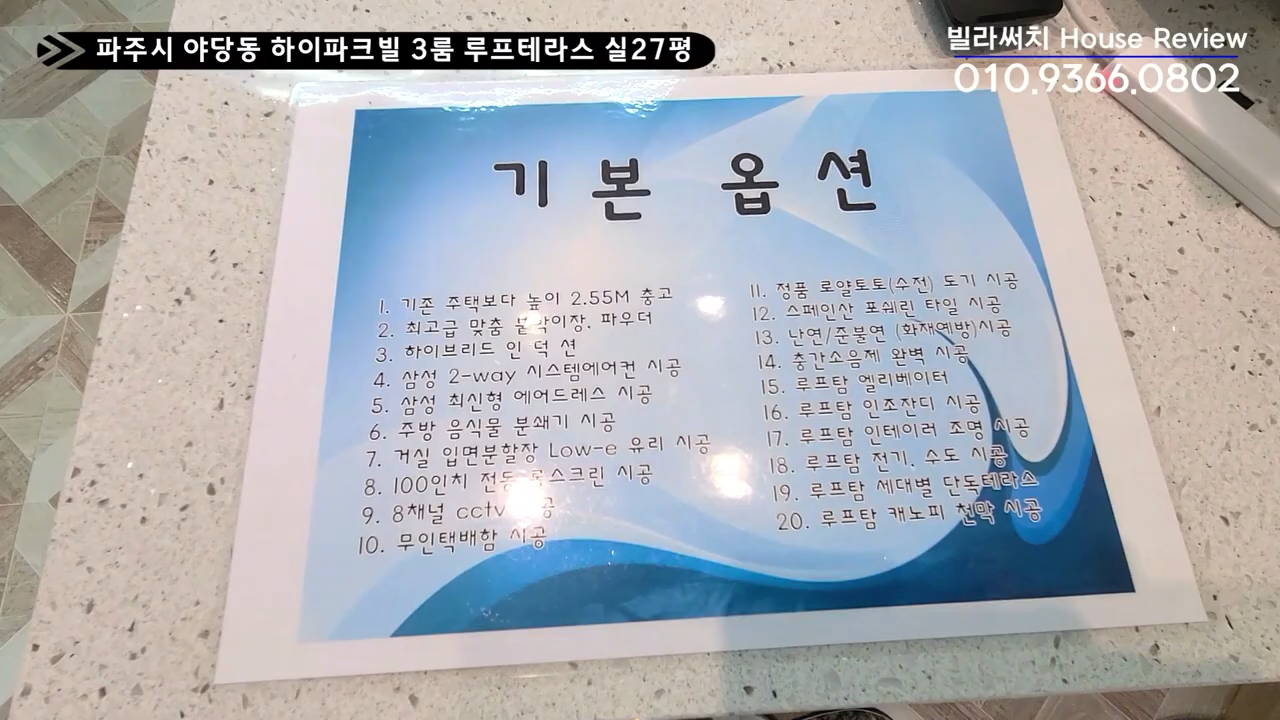 파주시 야당동 하이파크빌 3룸 루프테라스 실27평
빌라써치 House Review
010.9366.0802
기본 옵션
1. 기존 주택보다 높이 2.55M 층고
2. 최고급 맞춤 붙박이장. 파우더
3. 하이브리드 인덕션
4. 삼성 2-way 시스템에어컨 시공
5. 삼성 최신형 에어드레스 시공
6. 주방 음식물 분쇄기 시공
7. 거실 입면분할창 Low-e 유리 시공
8. 100인치 전동 롤스크린 시공
9. 8채널 cctv 시공
10. 무인택배함 시공
11. 정품 로얄토토(수전) 도기 시공
12. 스페인산 포쉐린 타일 시공
13. 난연/준불연 (화재예방)시공
14. 층간소음제 완벽 시공
15. 루프탑 엘리베이터
16. 루프탑 인조잔디 시공
17. 루프탑 인테이러 조명 시공
18. 루프탑 전기. 수도 시공
19. 루프탑 세대별 단독테라스
20. 루프탑 캐노피 천막 시공